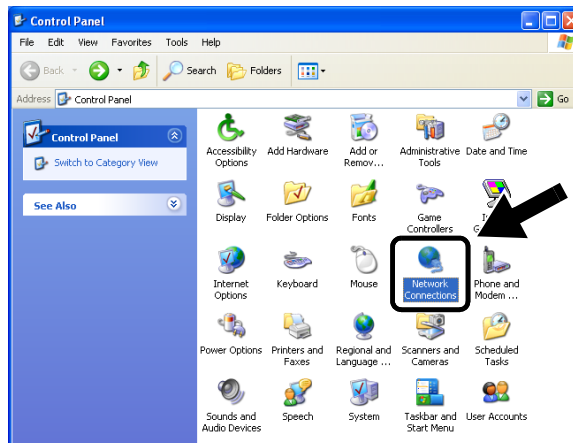 Control Panel
File Edit View Favorites Tools Help
Back Search Folders
Address Control Panel Go
Control Panel
Switch to Category View
See Also
Accessibility Options
Add Hardware
Add or Remov...
Administrative Tools
Date and Time
Display
Folder Options
Fonts
Game Controllers
Internet Options
Keyboard
Mouse
Network Connections
Phone and Modem ...
Power Options
Printers and Faxes
Regional and Language ...
Scanners and Cameras
Scheduled Tasks
Sounds and Audio Devices
Speech
System
Taskbar and Start Menu
User Accounts